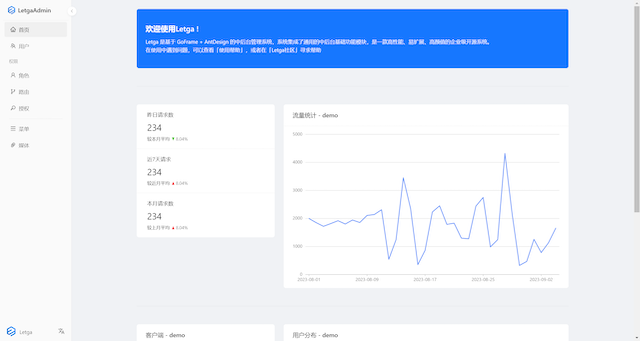 LetgaAdmin
首页
用户
权限
角色
路由
授权
菜单
媒体
Letga
欢迎使用Letga！
Letga 是基于 GoFrame + AntDesign 的中后台管理系统，系统集成了通用的中后台基础功能模块，是一款高性能、易扩展、高颜值的企业级开源系统。
在使用中遇到问题，可以查看「使用帮助」，或者在「Letga社区」寻求帮助
昨日请求数
234
较本月平均 ▼ 0.04%
近7天请求
234
较近月平均 ▲ 0.04%
本月请求数
234
较上月平均 ▲ 0.04%
流量统计 - demo
5000
4000
3000
2000
1000
0
2023-08-01
2023-08-09
2023-08-17
2023-08-25
2023-09-02
客户端 - demo
用户分布 - demo